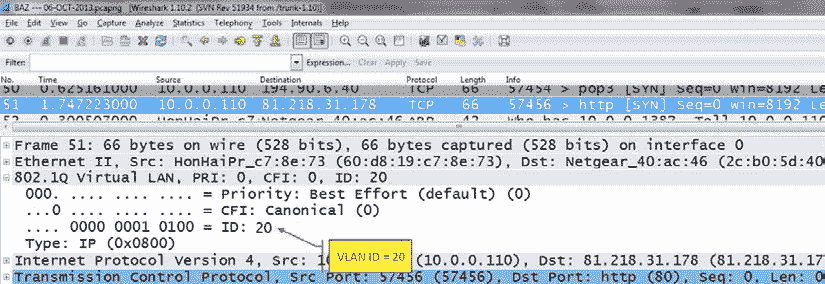 BAZ --- 06-OCT-2013.pcapng [Wireshark 1.10.2 (SVN Rev 51934 from /trunk-1.10)]
File Edit View Go Capture Analyze Statistics Telephony Tools Internals Help
Filter: Expression... Clear Apply Save
No. Time Source Destination Protocol Length Info
50 0.625161000 10.0.0.110 194.90.6.40 TCP 66 57454 > pop3 [SYN] Seq=0 Win=8192 Le
51 1.747223000 10.0.0.110 81.218.31.178 TCP 66 57456 > http [SYN] Seq=0 Win=8192 Len
52 0.300507000 HonHaiPr_c7 Netgear_40:ac:46 ARP 42 Who has 10.0.0.138? Tell 10.0.0.110
Frame 51: 66 bytes on wire (528 bits), 66 bytes captured (528 bits) on interface 0
Ethernet II, Src: HonHaiPr_c7:8e:73 (60:d8:19:c7:8e:73), Dst: Netgear_40:ac:46 (2c:b0:5d:40
802.1Q Virtual LAN, PRI: 0, CFI: 0, ID: 20
000. .... .... .... = Priority: Best Effort (default) (0)
...0 .... .... .... = CFI: Canonical (0)
.... 0000 0001 0100 = ID: 20
Type: IP (0x0800)
VLAN ID = 20
Internet Protocol Version 4, Src: 10 (10.0.0.110), Dst: 81.218.31.178 (81.218.31.17
Transmission Control Protocol, Src Port: 57456 (57456), Dst Port: http (80), Seq: 0, Len: 0